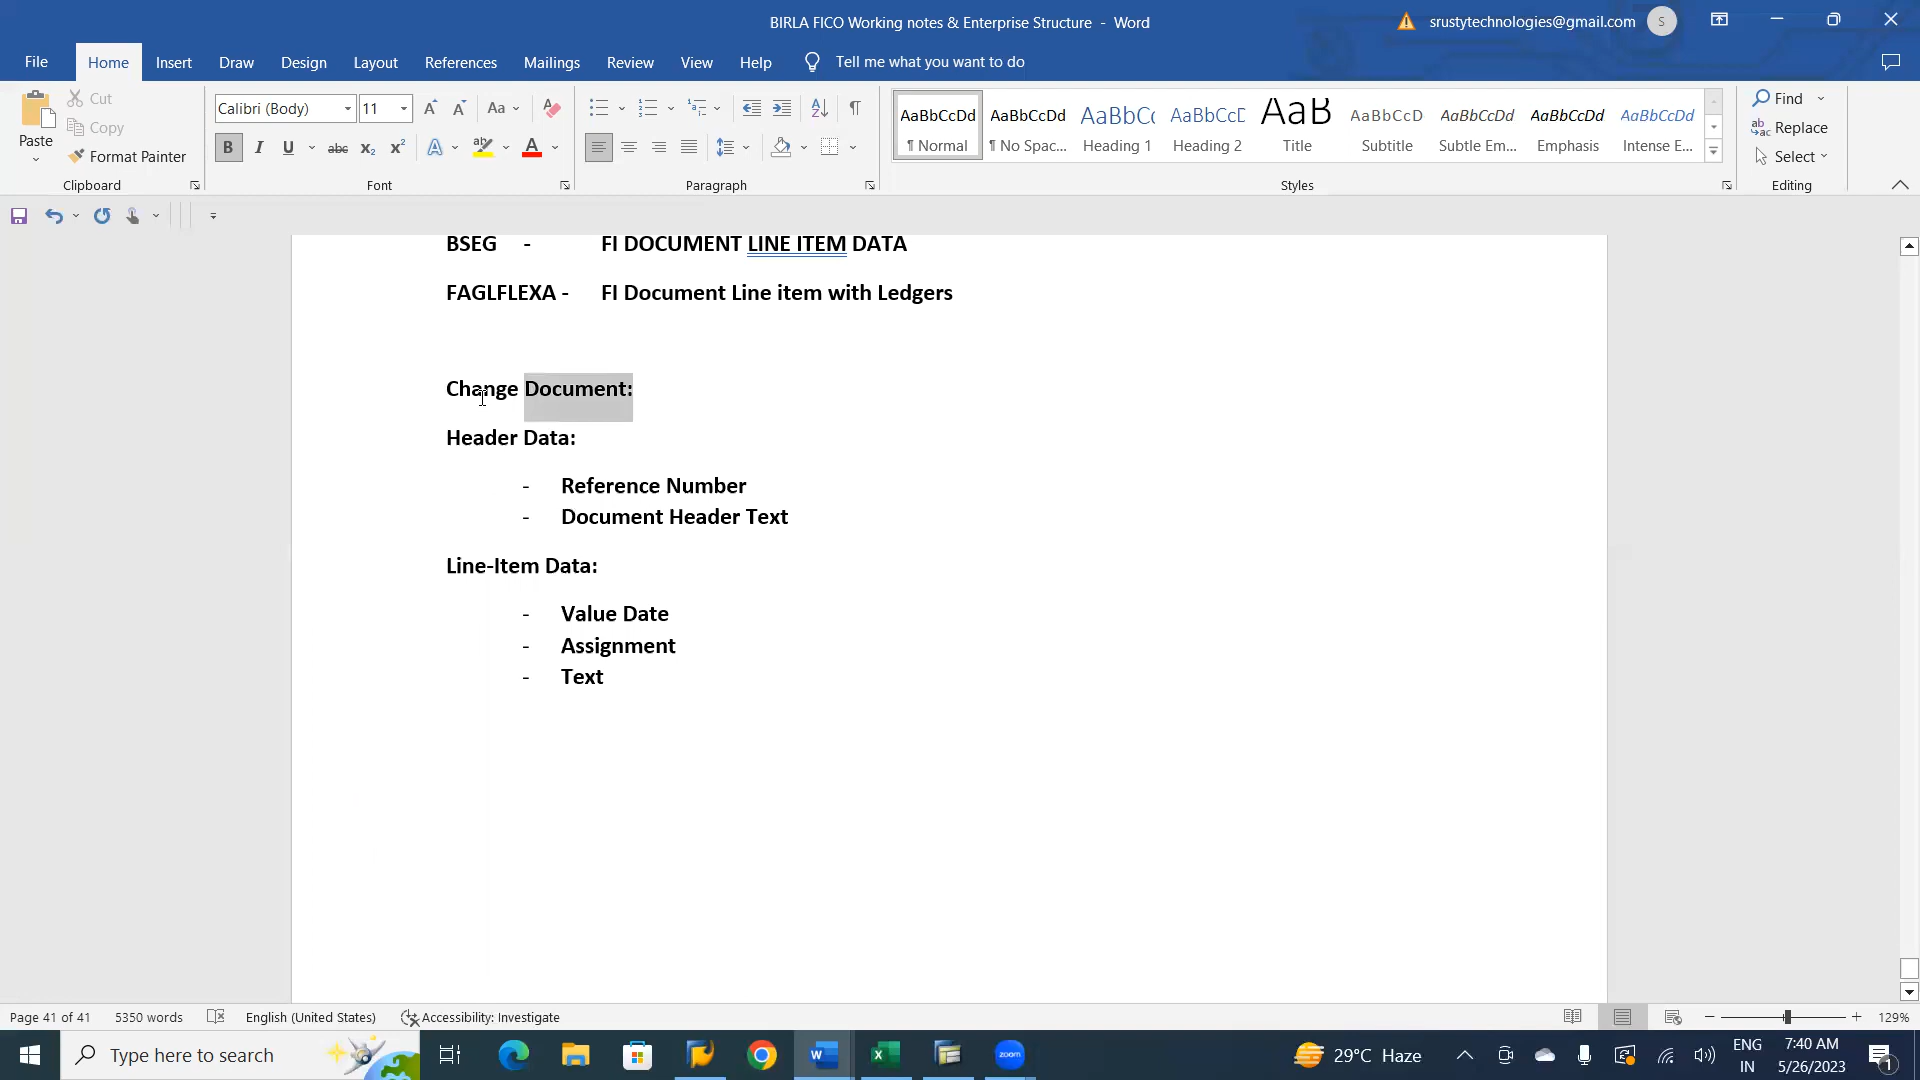 BIRLA FICO Working notes & Enterprise Structure - Word
srustytechnologies@gmail.com
S
File Home Insert Draw Design Layout References Mailings Review View Help Tell me what you want to do
Paste
Cut
Copy
Format Painter
Clipboard
Calibri (Body) 11
Font
Paragraph
AaBbCcDd AaBbCcDd AaBbCc AaBbCcD AaB AaBbCcD AaBbCcDd AaBbCcDd AaBbCcDd
¶ Normal ¶ No Spac... Heading 1 Heading 2 Title Subtitle Subtle Em... Emphasis Intense E...
Styles
Find
Replace
Select
Editing
BSEG - FI DOCUMENT LINE ITEM DATA
FAGLFLEXA - FI Document Line item with Ledgers
Change Document:
Header Data:
- Reference Number
- Document Header Text
Line-Item Data:
- Value Date
- Assignment
- Text
Page 41 of 41 5350 words English (United States) Accessibility: Investigate 129%
Type here to search
zoom
29°C Haze
ENG
IN
7:40 AM
5/26/2023
1